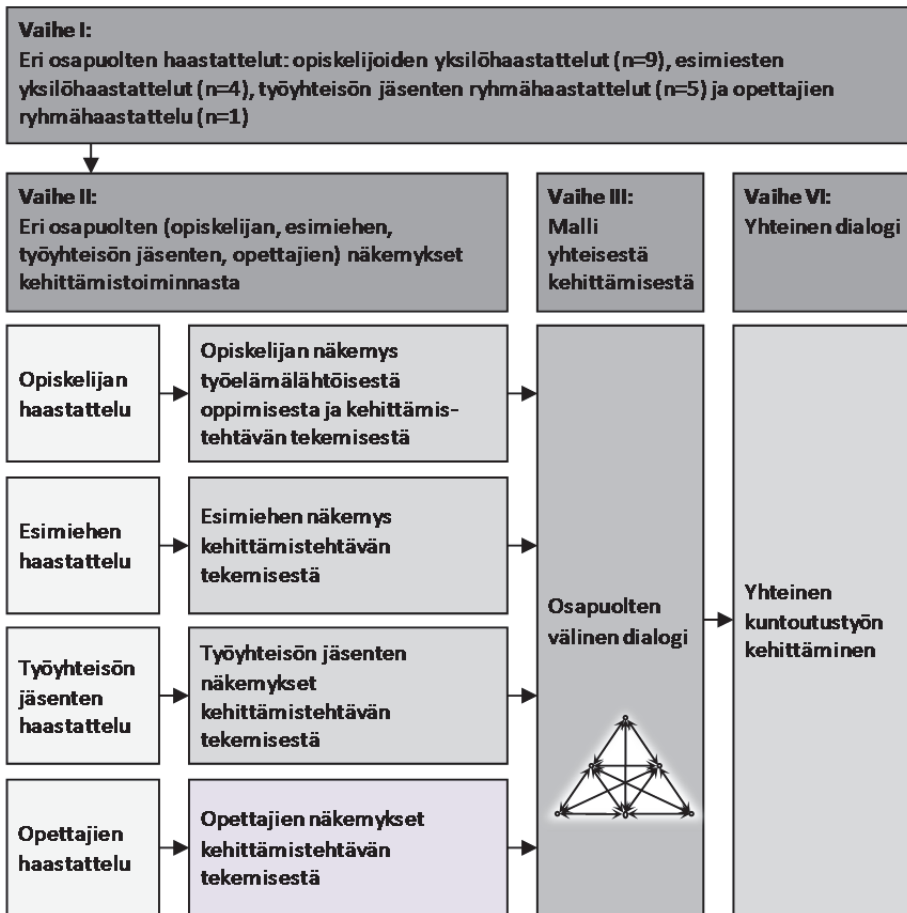 Vaihe I:
Eri osapuolten haastattelut: opiskelijoiden yksilöhaastattelut (n=9), esimiesten
yksilöhaastattelut (n=4), työyhteisön jäsenten ryhmähaastattelut (n=5) ja opettajien
ryhmähaastattelu (n=1)
Vaihe II:
Eri osapuolten (opiskelijan, esimiehen,
työyhteisön jäsenten, opettajien) näkemykset
kehittämistoiminnasta
Vaihe III:
Malli
yhteisestä
kehittämisestä
Vaihe VI:
Yhteinen dialogi
Opiskelijan
haastattelu
Opiskelijan näkemys
työelämälähtöisestä
oppimisesta ja kehittämis-
tehtävän tekemisestä
Esimiehen
haastattelu
Esimiehen näkemys
kehittämistehtävän
tekemisestä
Työyhteisön
jäsenten
haastattelu
Työyhteisön jäsenten
näkemykset
kehittämistehtävän
tekemisestä
Opettajien
haastattelu
Opettajien näkemykset
kehittämistehtävän
tekemisestä
Osapuolten
välinen dialogi
Yhteinen
kuntoutustyön
kehittäminen